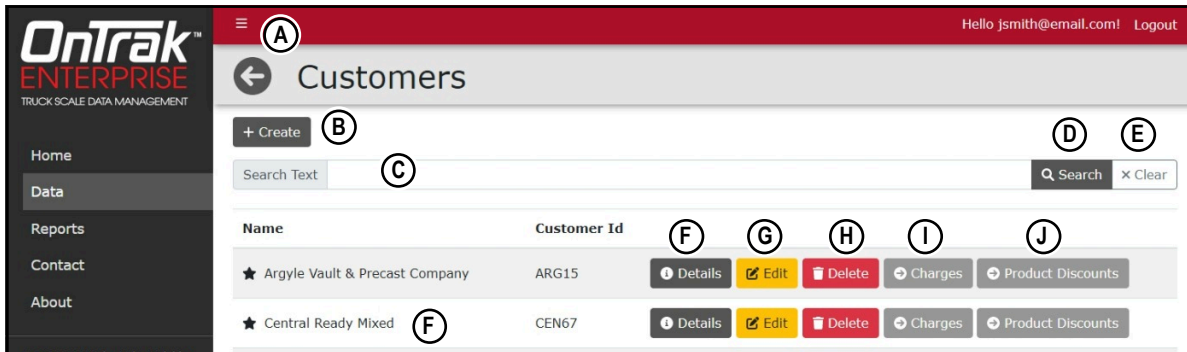 OnTrak™
ENTERPRISE
TRUCK SCALE DATA MANAGEMENT
Home
Data
Reports
Contact
About
A
Hello jsmith@email.com! Logout
Customers
+ Create B
D E
Search Text C Search × Clear
Name Customer Id F G H I J
Argyle Vault & Precast Company ARG15 Details Edit Delete Charges Product Discounts
Central Ready Mixed F CEN67 Details Edit Delete Charges Product Discounts